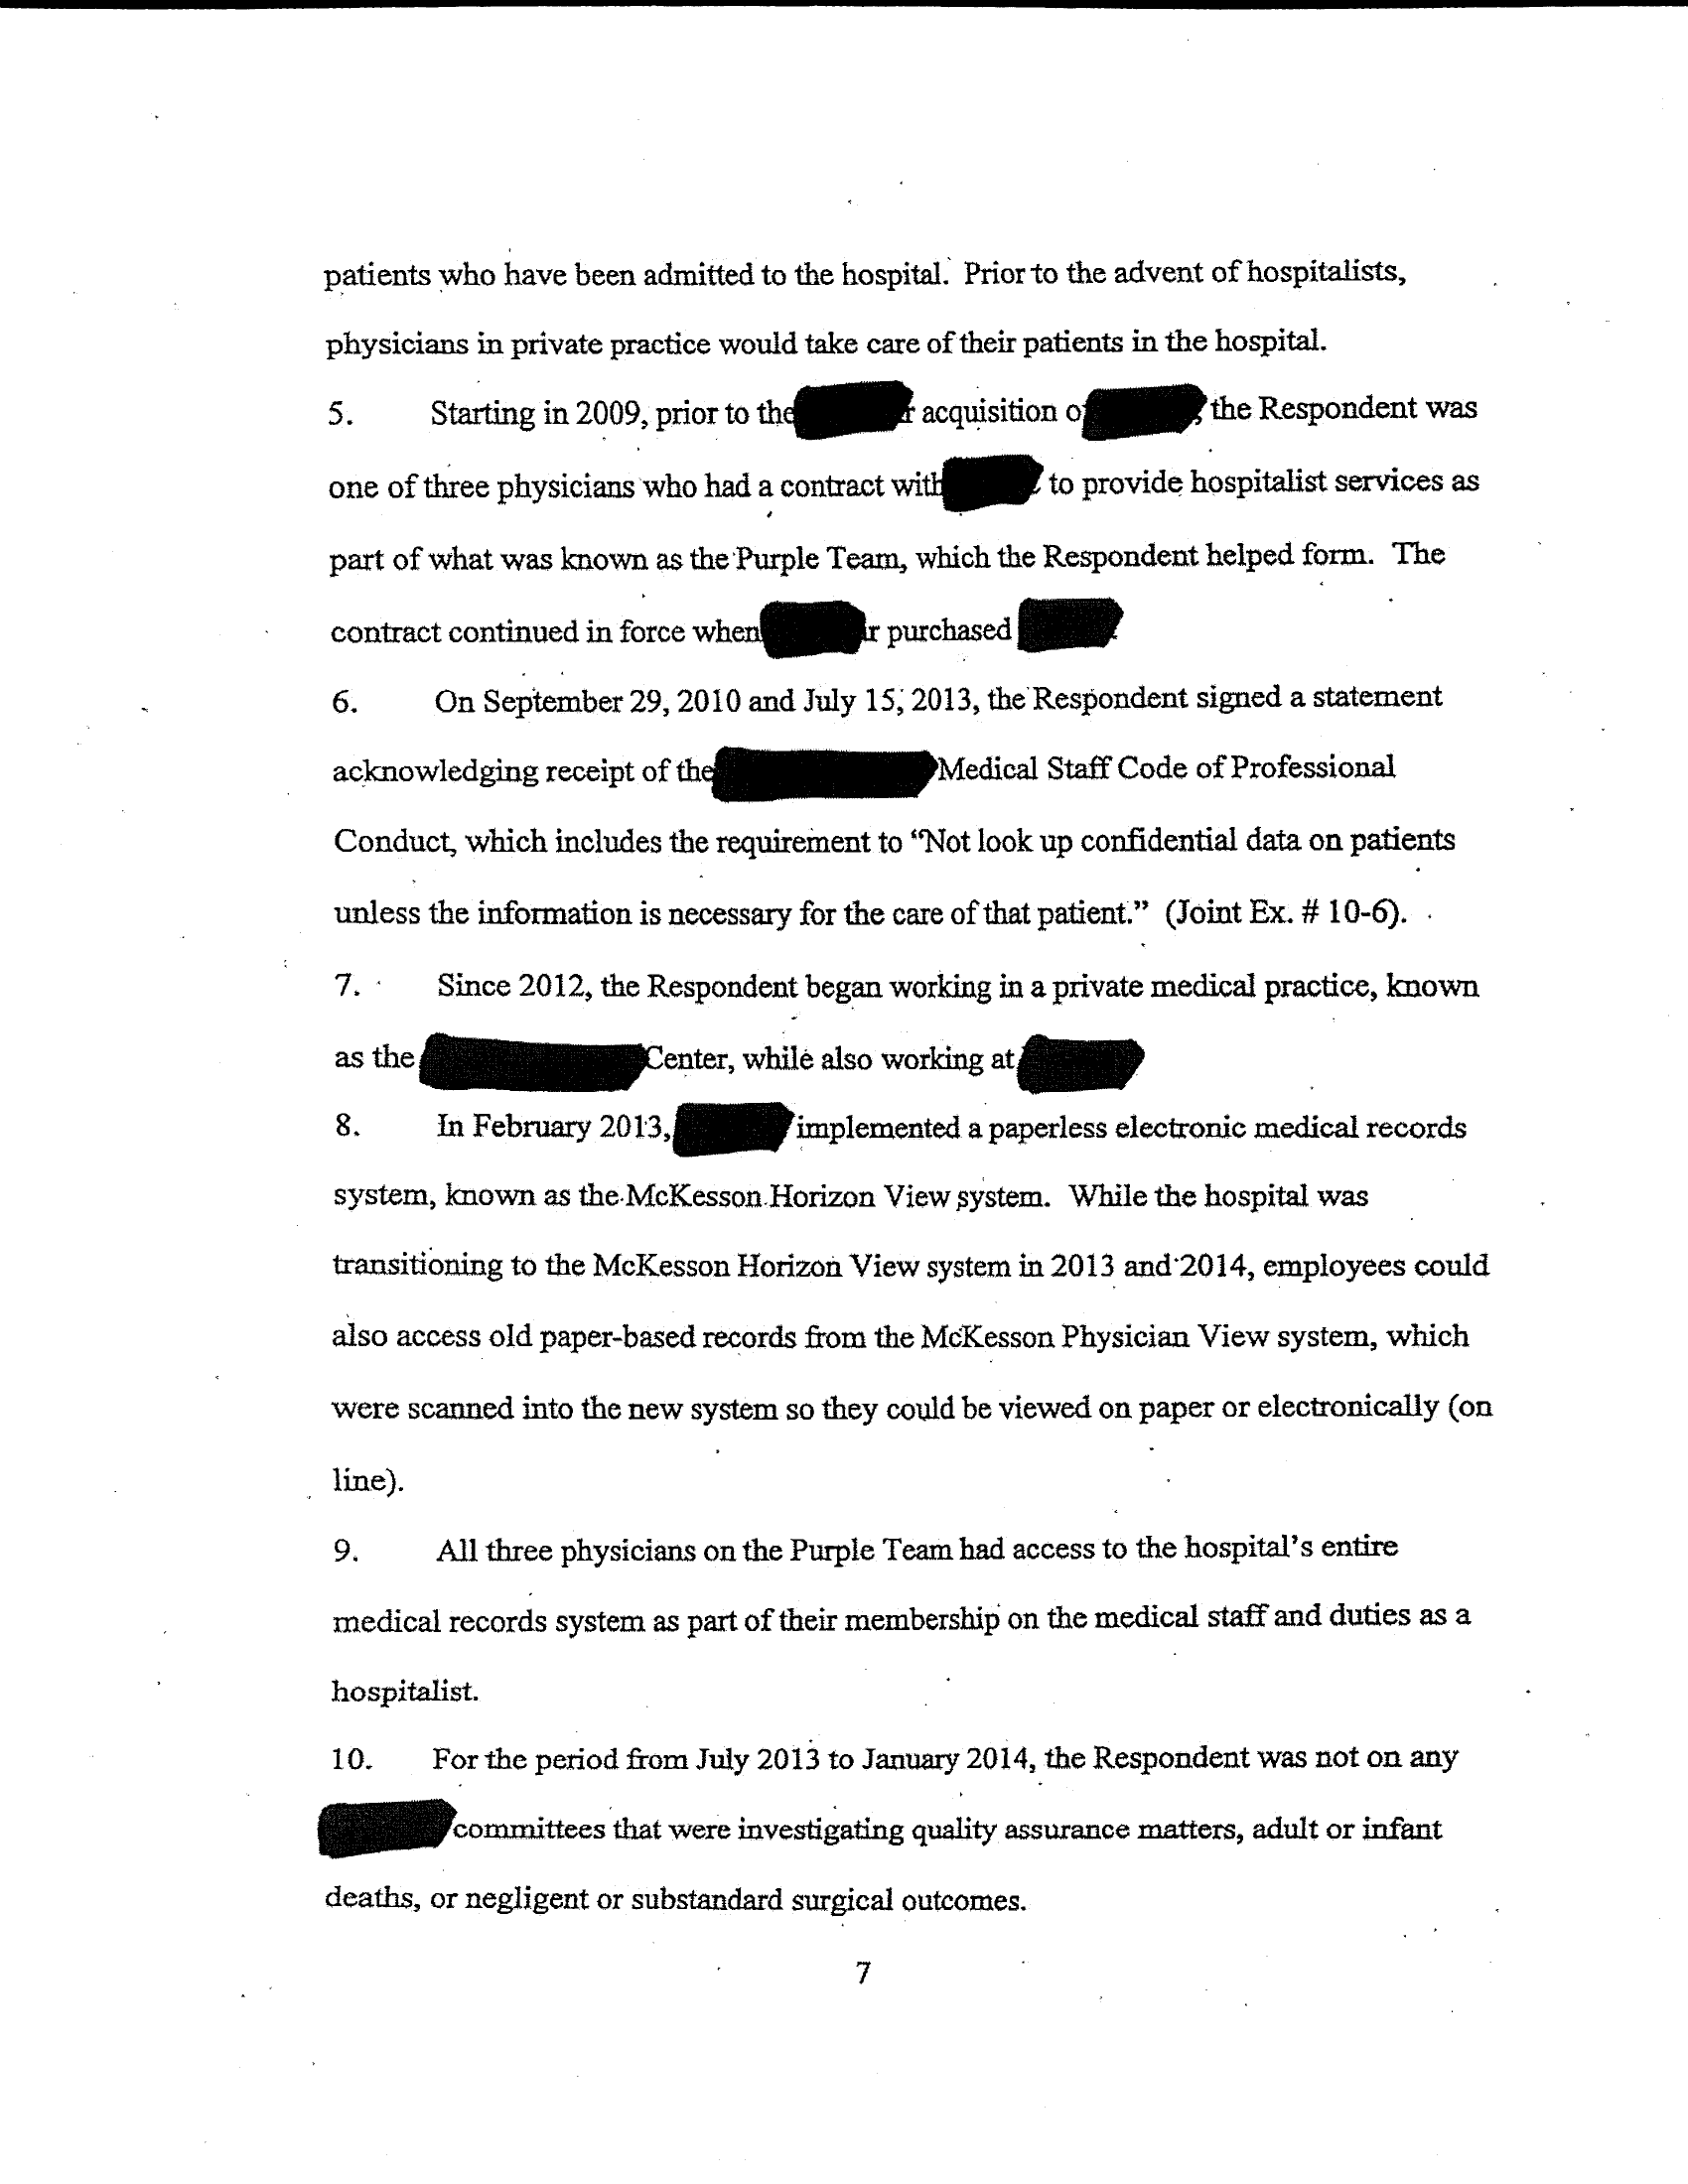 patients who have been admitted to the hospital. Prior to the advent of hospitalists,
physicians in private practice would take care of their patients in the hospital.
5. Starting in 2009, prior to the r acquisition of , the Respondent was
one of three physicians who had a contract with to provide hospitalist services as
part of what was known as the Purple Team, which the Respondent helped form. The
contract continued in force when r purchased
6. On September 29, 2010 and July 15, 2013, the Respondent signed a statement
acknowledging receipt of the Medical Staff Code of Professional
Conduct, which includes the requirement to “Not look up confidential data on patients
unless the information is necessary for the care of that patient.” (Joint Ex. # 10-6).
7. Since 2012, the Respondent began working in a private medical practice, known
as the Center, while also working at
8. In February 2013, implemented a paperless electronic medical records
system, known as the McKesson Horizon View system. While the hospital was
transitioning to the McKesson Horizon View system in 2013 and 2014, employees could
also access old paper-based records from the McKesson Physician View system, which
were scanned into the new system so they could be viewed on paper or electronically (on
line).
9. All three physicians on the Purple Team had access to the hospital's entire
medical records system as part of their membership on the medical staff and duties as a
hospitalist.
10. For the period from July 2013 to January 2014, the Respondent was not on any
committees that were investigating quality assurance matters, adult or infant
deaths, or negligent or substandard surgical outcomes.
7